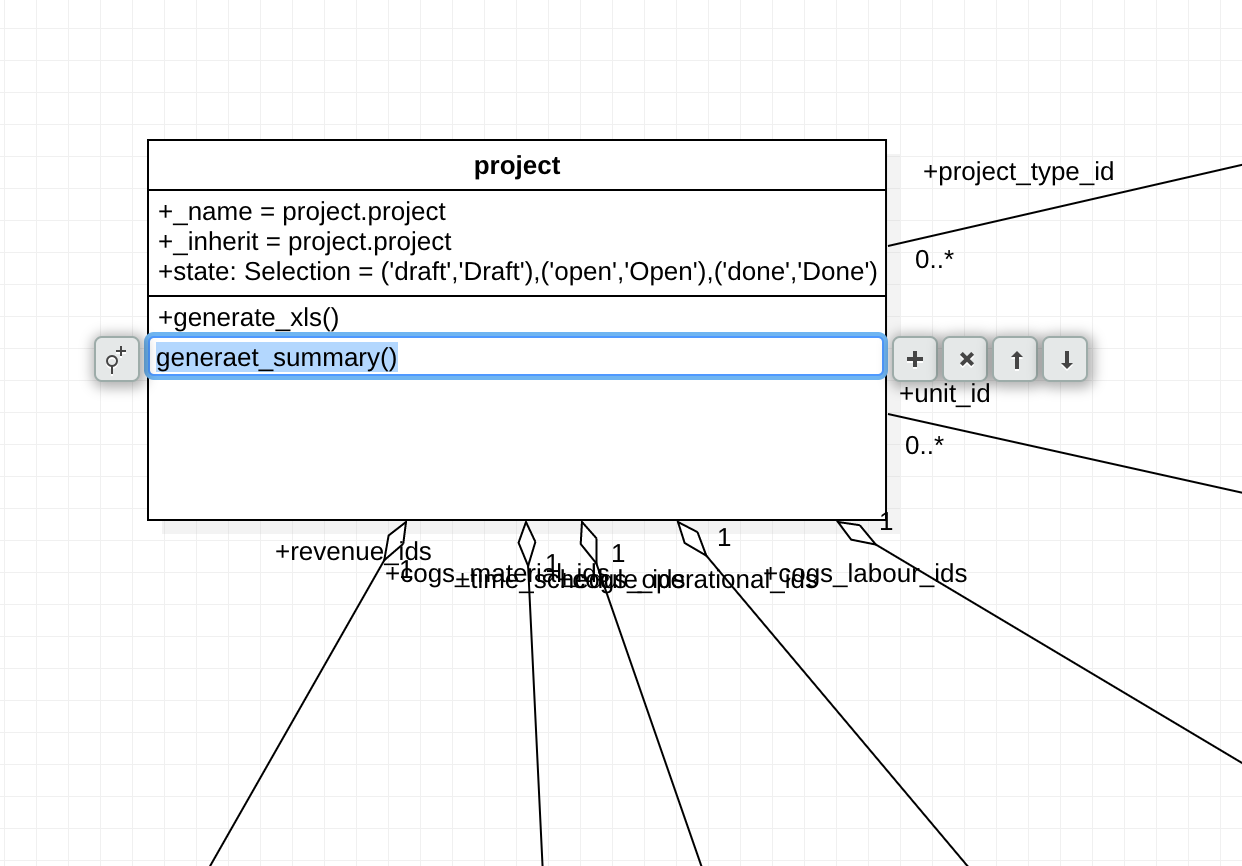 project
+project_type_id
+_name = project.project
+_inherit = project.project
0..*
+state: Selection = ('draft','Draft'),('open','Open'),('done','Done')
+generate_xls()
generaet_summary()
+unit_id
0..*
1
1
+revenue_ids
1
1
1
+cogs_material_ids
+time_schedule_ids
+cogs_operational_ids
+cogs_labour_ids